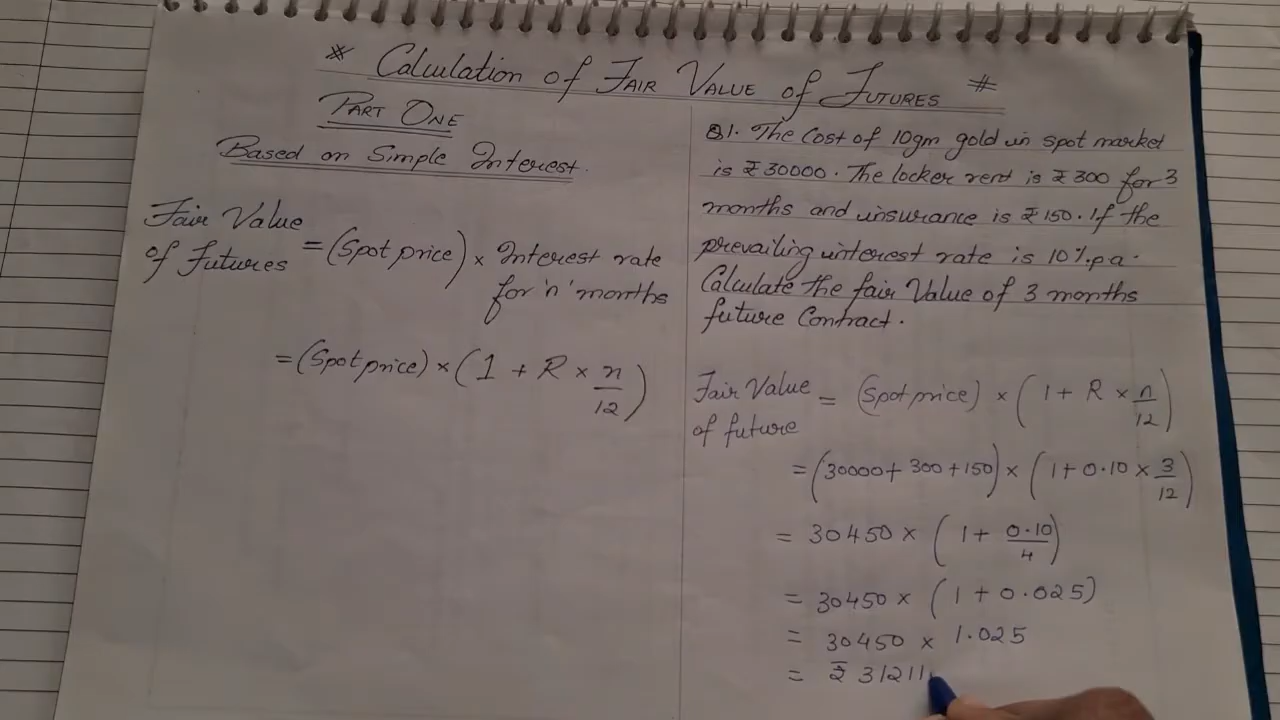 * Calculation of FAIR VALUE of FUTURES #
PART ONE
Based on Simple Interest.
Fair Value
of Futures = (Spot price) × Interest rate
for 'n' months
= (Spot price) × (1 + R × n/12)
Q1. The Cost of 10gm gold in spot market
is ₹30000. The locker rent is ₹300 for 3
months and insurance is ₹150. If the
prevailing interest rate is 10% p.a.
Calculate the fair Value of 3 months
future Contract.
Fair Value
of future = (Spot price) × (1 + R × n/12)
= (30000 + 300 + 150) × (1 + 0.10 × 3/12)
= 30450 × (1 + 0.10/4)
= 30450 × (1 + 0.025)
= 30450 × 1.025
= ₹ 31211